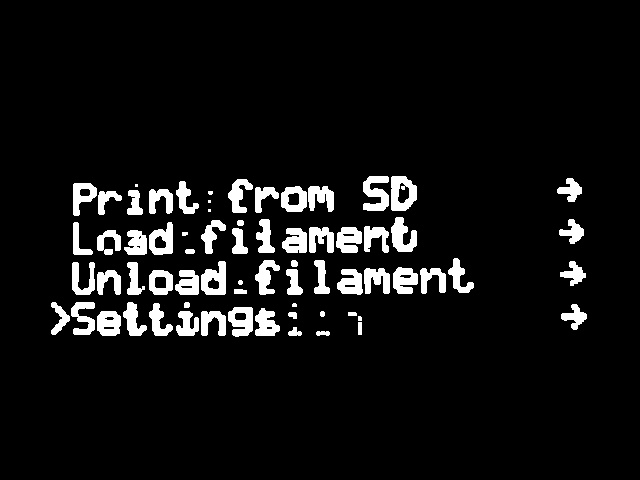 Print from SD →
Load filament →
Unload filament →
>Settings →